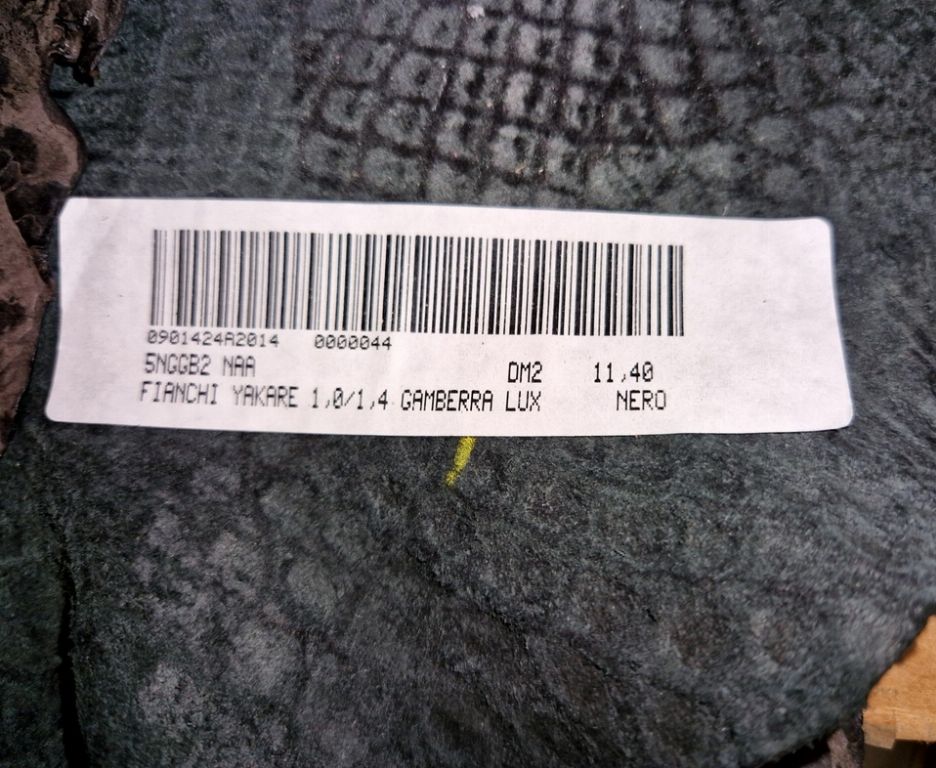 0901424A2014 0000044
5NGGB2 NAA DM2 11,40
FIANCHI YAKARE 1,0/1,4 GAMBERRA LUX NERO